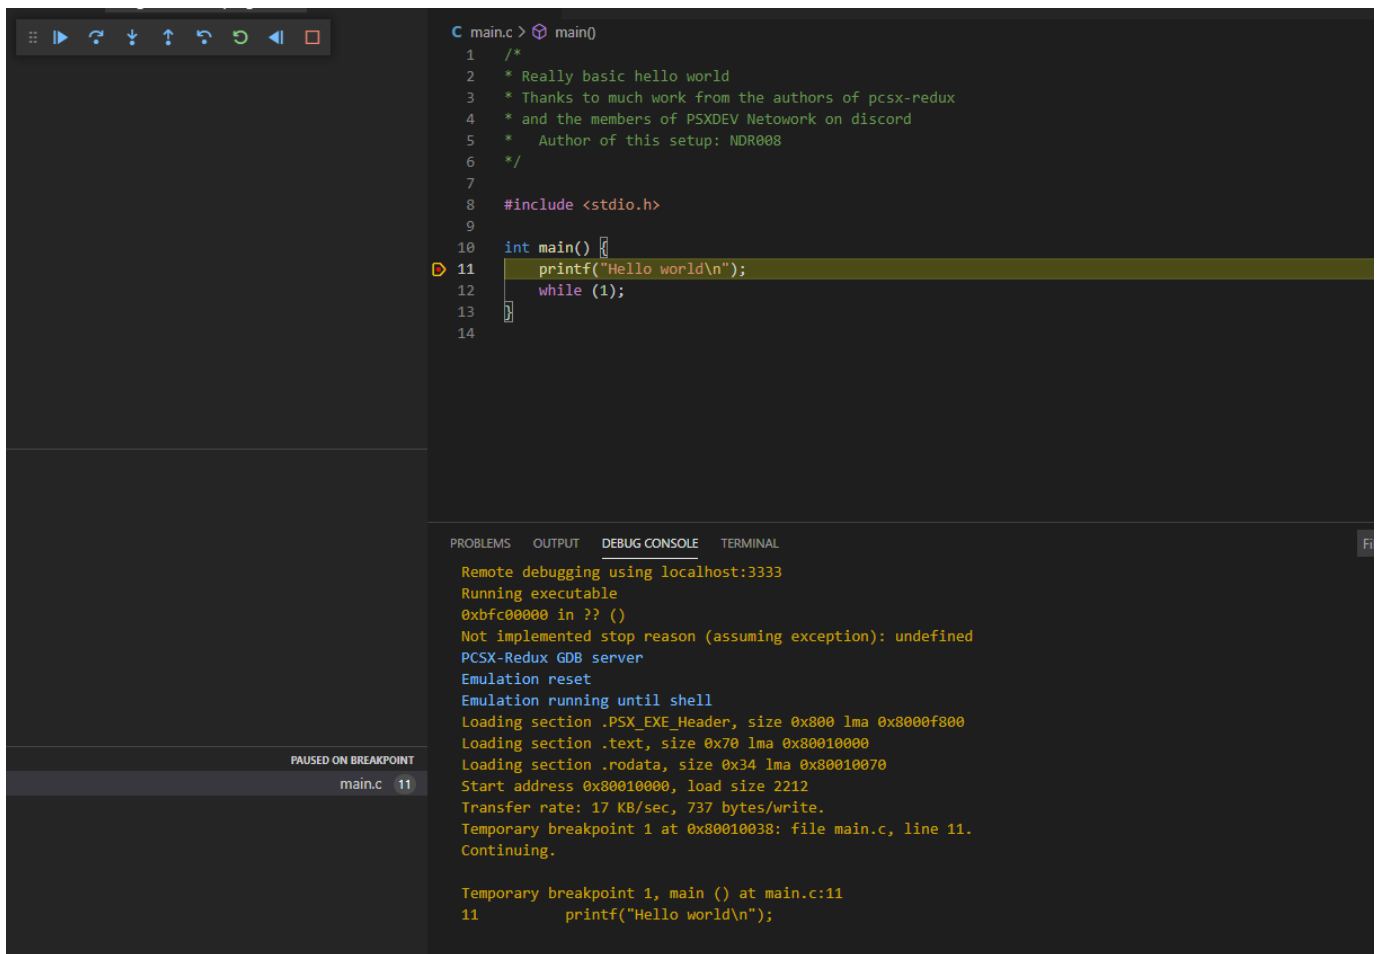 C main.c > main()
1 /*
2 * Really basic hello world
3 * Thanks to much work from the authors of pcsx-redux
4 * and the members of PSXDEV Netowork on discord
5 *   Author of this setup: NDR008
6 */
7
8 #include <stdio.h>
9
10 int main() {
11     printf("Hello world\n");
12     while (1);
13 }
14
PROBLEMS OUTPUT DEBUG CONSOLE TERMINAL
Remote debugging using localhost:3333
Running executable
0xbfc00000 in ?? ()
Not implemented stop reason (assuming exception): undefined
PCSX-Redux GDB server
Emulation reset
Emulation running until shell
Loading section .PSX_EXE_Header, size 0x800 lma 0x8000f800
Loading section .text, size 0x70 lma 0x80010000
Loading section .rodata, size 0x34 lma 0x80010070
Start address 0x80010000, load size 2212
Transfer rate: 17 KB/sec, 737 bytes/write.
Temporary breakpoint 1 at 0x80010038: file main.c, line 11.
Continuing.
Temporary breakpoint 1, main () at main.c:11
11          printf("Hello world\n");
PAUSED ON BREAKPOINT
main.c 11